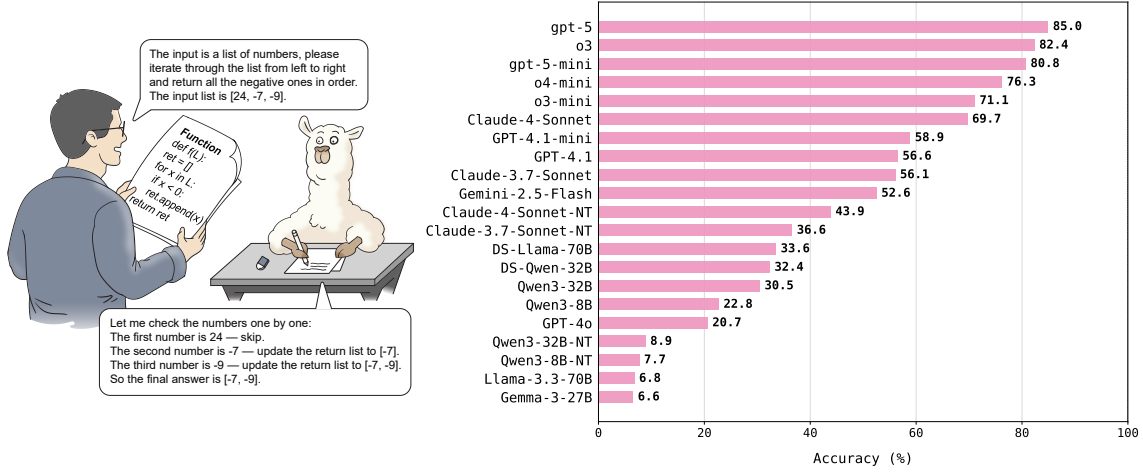 The input is a list of numbers, please
iterate through the list from left to right
and return all the negative ones in order.
The input list is [24, -7, -9].
Function
def f(L):
ret = []
for x in L:
if x < 0:
ret.append(x)
return ret
Let me check the numbers one by one:
The first number is 24 — skip.
The second number is -7 — update the return list to [-7].
The third number is -9 — update the return list to [-7, -9].
So the final answer is [-7, -9].
gpt-5 85.0
o3 82.4
gpt-5-mini 80.8
o4-mini 76.3
o3-mini 71.1
Claude-4-Sonnet 69.7
GPT-4.1-mini 58.9
GPT-4.1 56.6
Claude-3.7-Sonnet 56.1
Gemini-2.5-Flash 52.6
Claude-4-Sonnet-NT 43.9
Claude-3.7-Sonnet-NT 36.6
DS-Llama-70B 33.6
DS-Qwen-32B 32.4
Qwen3-32B 30.5
Qwen3-8B 22.8
GPT-4o 20.7
Qwen3-32B-NT 8.9
Qwen3-8B-NT 7.7
Llama-3.3-70B 6.8
Gemma-3-27B 6.6
0 20 40 60 80 100
Accuracy (%)